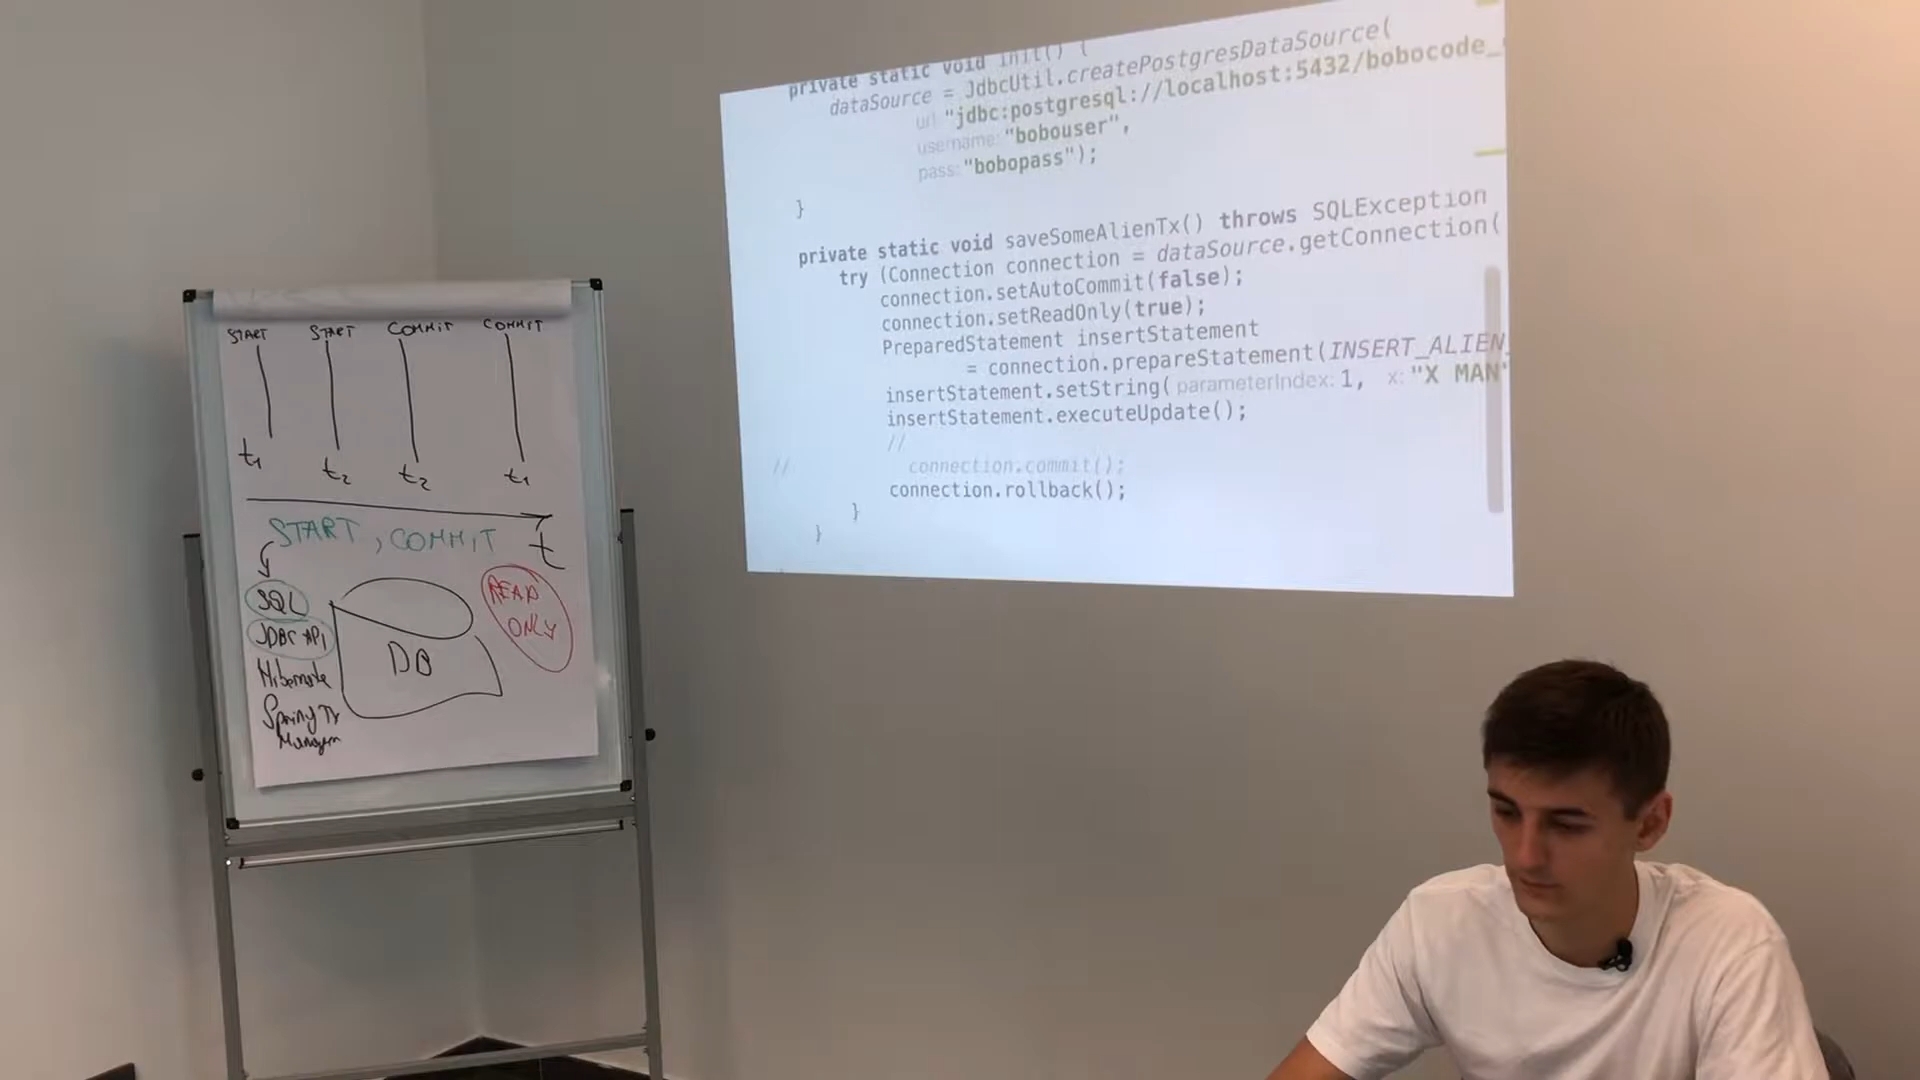 START START COMMIT COMMIT
t1 t2 t2 t1
START, COMMIT t
SQL
JDBC API
Hibernate
Spring Tx
DB
READ
ONLY
private static void init() {
dataSource = JdbcUtil.createPostgresDataSource(
url: "jdbc:postgresql://localhost:5432/bobocode_
username: "bobouser",
pass: "bobopass");
}
private static void saveSomeAlienTx() throws SQLException
try (Connection connection = dataSource.getConnection(
connection.setAutoCommit(false);
connection.setReadOnly(true);
PreparedStatement insertStatement
= connection.prepareStatement(INSERT_ALIEN_
insertStatement.setString( parameterIndex: 1, x: "X MAN"
insertStatement.executeUpdate();
//
// connection.commit();
connection.rollback();
}
}